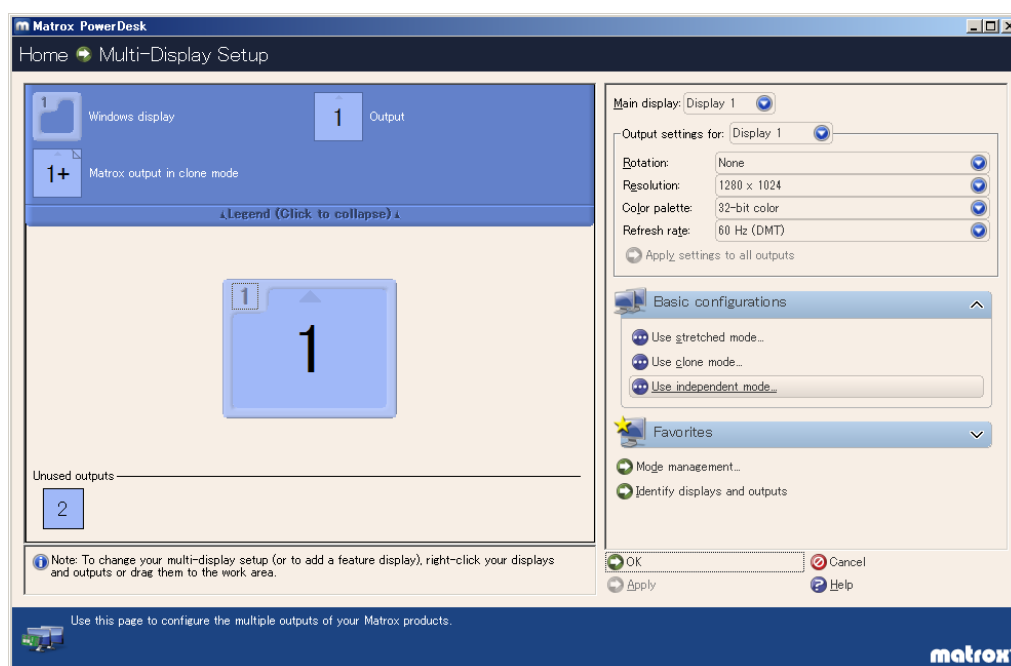 Matrox PowerDesk
Home Multi-Display Setup
1 Windows display
1 Output
1+ Matrox output in clone mode
Legend (Click to collapse)
1
1
Unused outputs
2
Note: To change your multi-display setup (or to add a feature display), right-click your displays
and outputs or drag them to the work area.
Main display: Display 1
Output settings for: Display 1
Rotation: None
Resolution: 1280 x 1024
Color palette: 32-bit color
Refresh rate: 60 Hz (DMT)
Apply settings to all outputs
Basic configurations
Use stretched mode...
Use clone mode...
Use independent mode...
Favorites
Mode management...
Identify displays and outputs
OK
Cancel
Apply
Help
Use this page to configure the multiple outputs of your Matrox products.
matrox